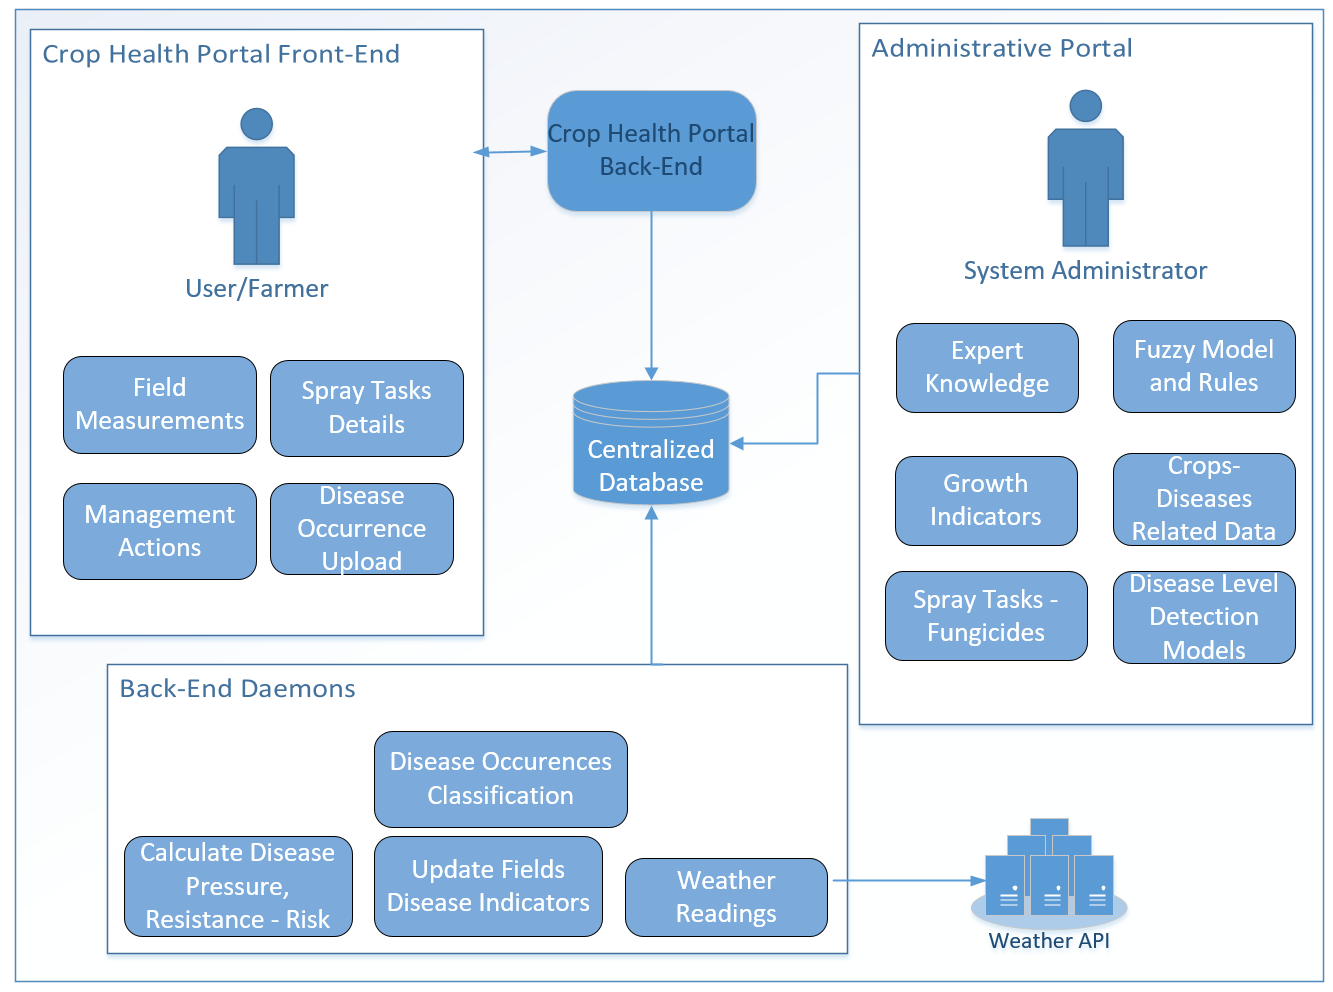 Crop Health Portal Front-End
User/Farmer
Field
Measurements
Spray Tasks
Details
Management
Actions
Disease
Occurrence
Upload
Crop Health Portal
Back-End
Centralized
Database
Administrative Portal
System Administrator
Expert
Knowledge
Fuzzy Model
and Rules
Growth
Indicators
Crops-
Diseases
Related Data
Spray Tasks -
Fungicides
Disease Level
Detection
Models
Back-End Daemons
Disease Occurences
Classification
Calculate Disease
Pressure,
Resistance - Risk
Update Fields
Disease Indicators
Weather
Readings
Weather API